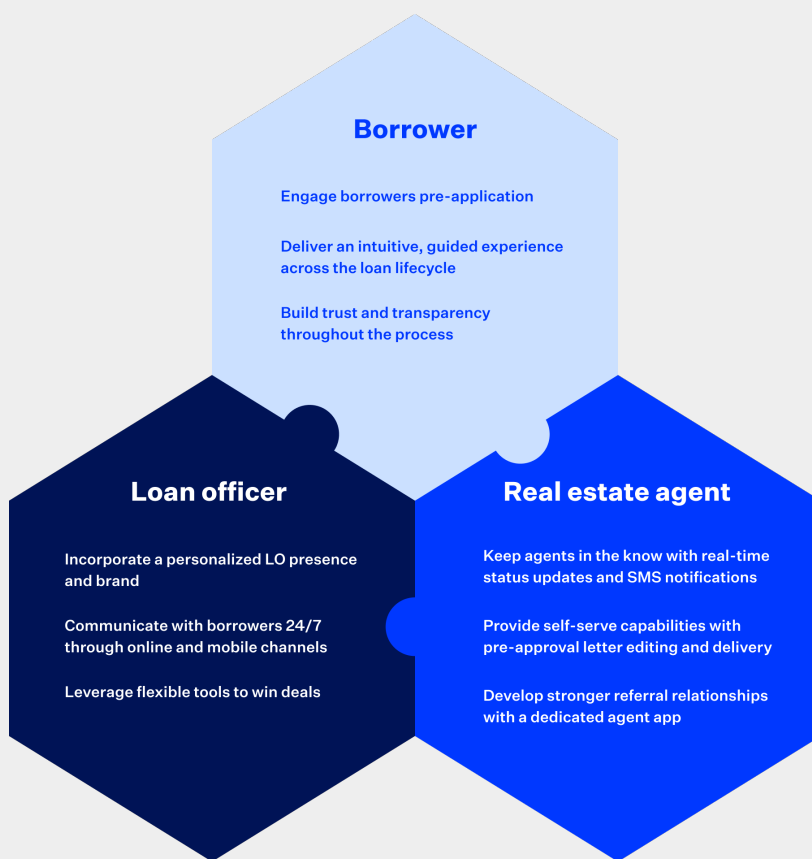 Borrower
Engage borrowers pre-application
Deliver an intuitive, guided experience
across the loan lifecycle
Build trust and transparency
throughout the process
Loan officer
Incorporate a personalized LO presence
and brand
Communicate with borrowers 24/7
through online and mobile channels
Leverage flexible tools to win deals
Real estate agent
Keep agents in the know with real-time
status updates and SMS notifications
Provide self-serve capabilities with
pre-approval letter editing and delivery
Develop stronger referral relationships
with a dedicated agent app